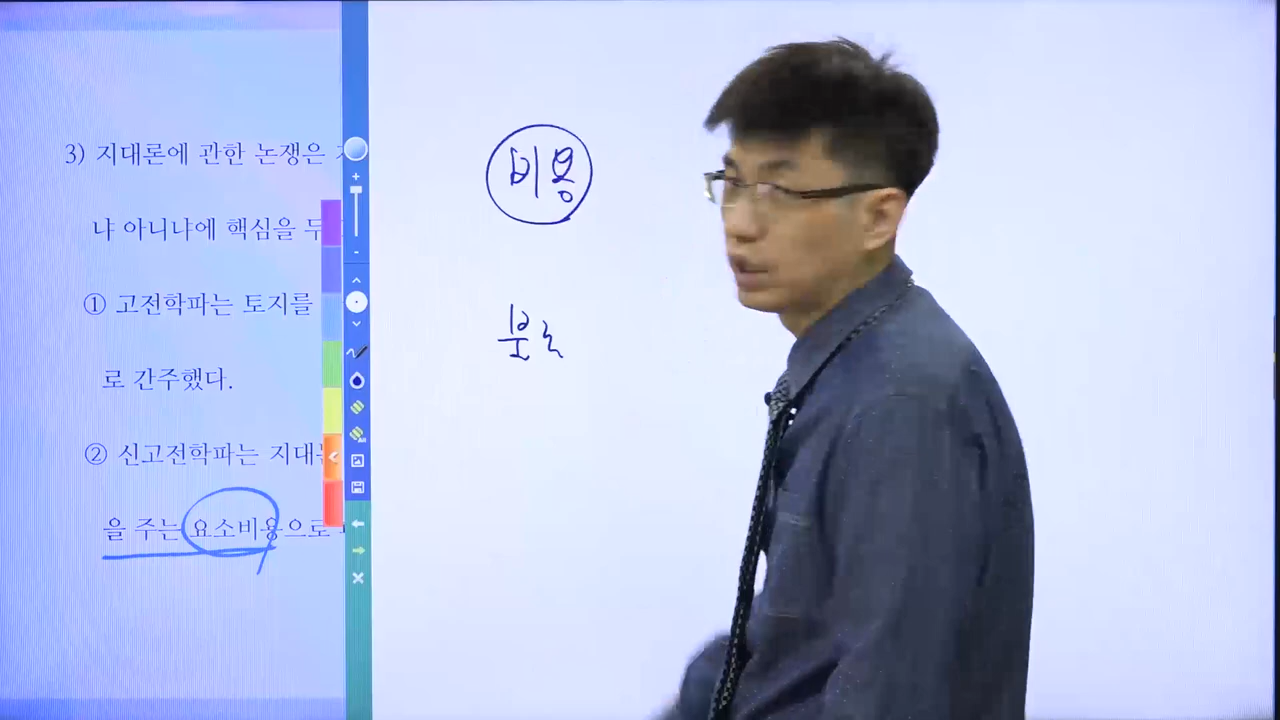 3) 지대론에 관한 논쟁은
냐 아니냐에 핵심을 두
① 고전학파는 토지를
로 간주했다.
② 신고전학파는 지대는
을 주는 요소비용으로
비용